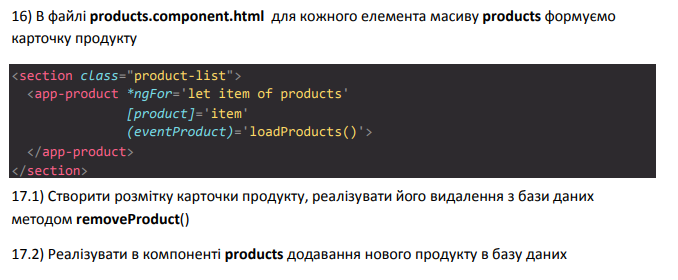 16) В файлі products.component.html для кожного елемента масиву products формуємо
карточку продукту
<section class="product-list">
<app-product *ngFor='let item of products'
[product]='item'
(eventProduct)='loadProducts()'>
</app-product>
</section>
17.1) Створити розмітку карточки продукту, реалізувати його видалення з бази даних
методом removeProduct()
17.2) Реалізувати в компоненті products додавання нового продукту в базу даних